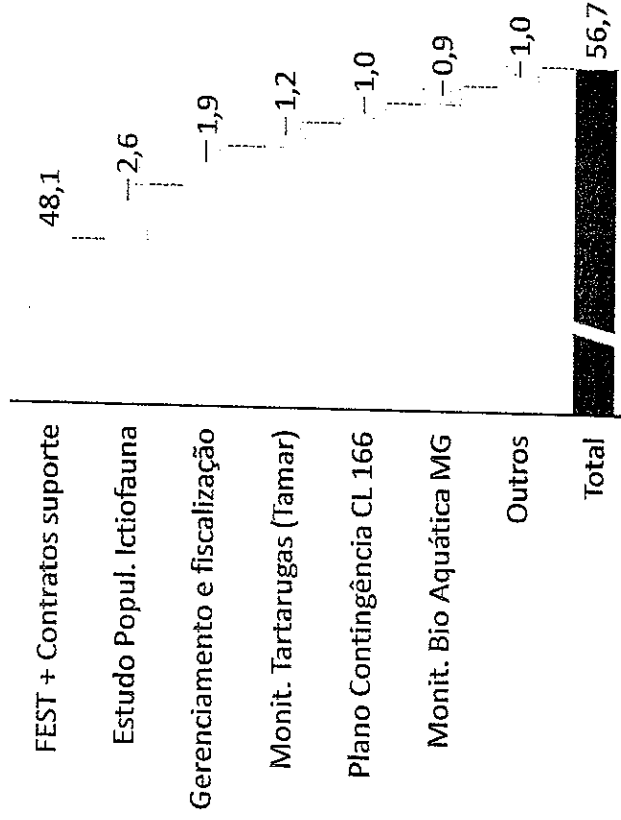 FEST + Contratos suporte 48,1
Estudo Popul. Ictiofauna 2,6
Gerenciamento e fiscalização 1,9
Monit. Tartarugas (Tamar) 1,2
Plano Contingência CL 166 1,0
Monit. Bio Aquática MG 0,9
Outros 1,0
Total 56,7